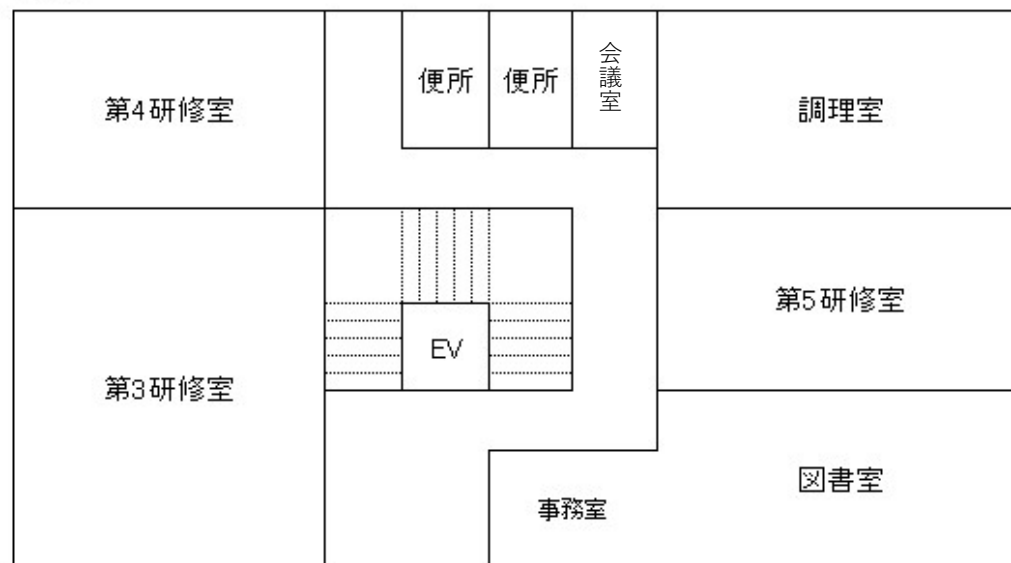 第4研修室
便所
便所
会議室
調理室
第3研修室
EV
第5研修室
事務室
図書室